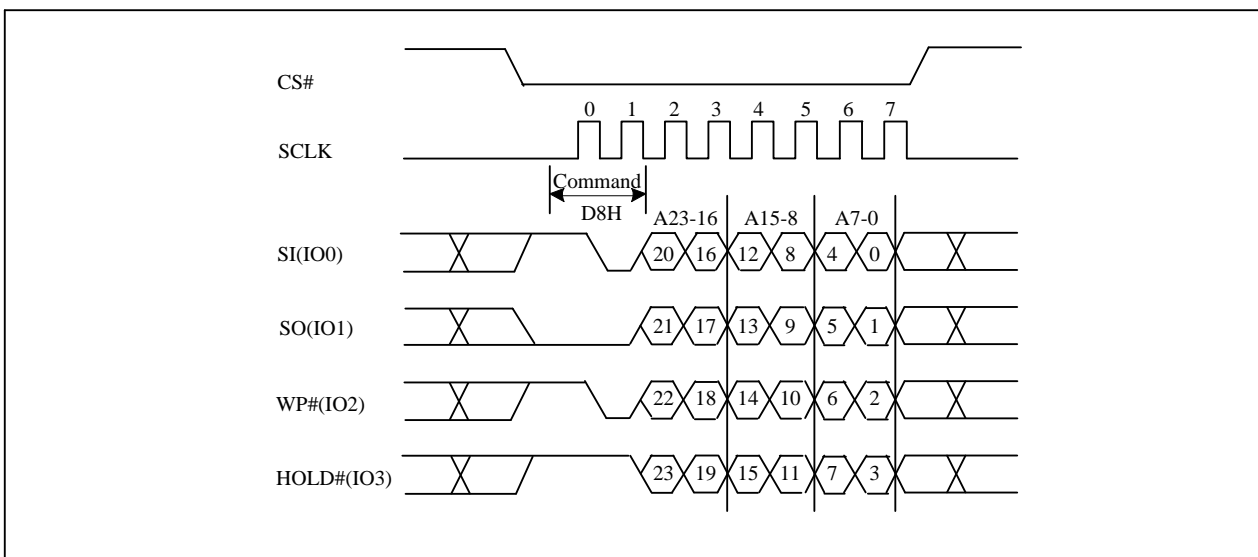 CS#
0 1 2 3 4 5 6 7
SCLK
Command
D8H
A23-16 A15-8 A7-0
SI(IO0) 20 16 12 8 4 0
SO(IO1) 21 17 13 9 5 1
WP#(IO2) 22 18 14 10 6 2
HOLD#(IO3) 23 19 15 11 7 3